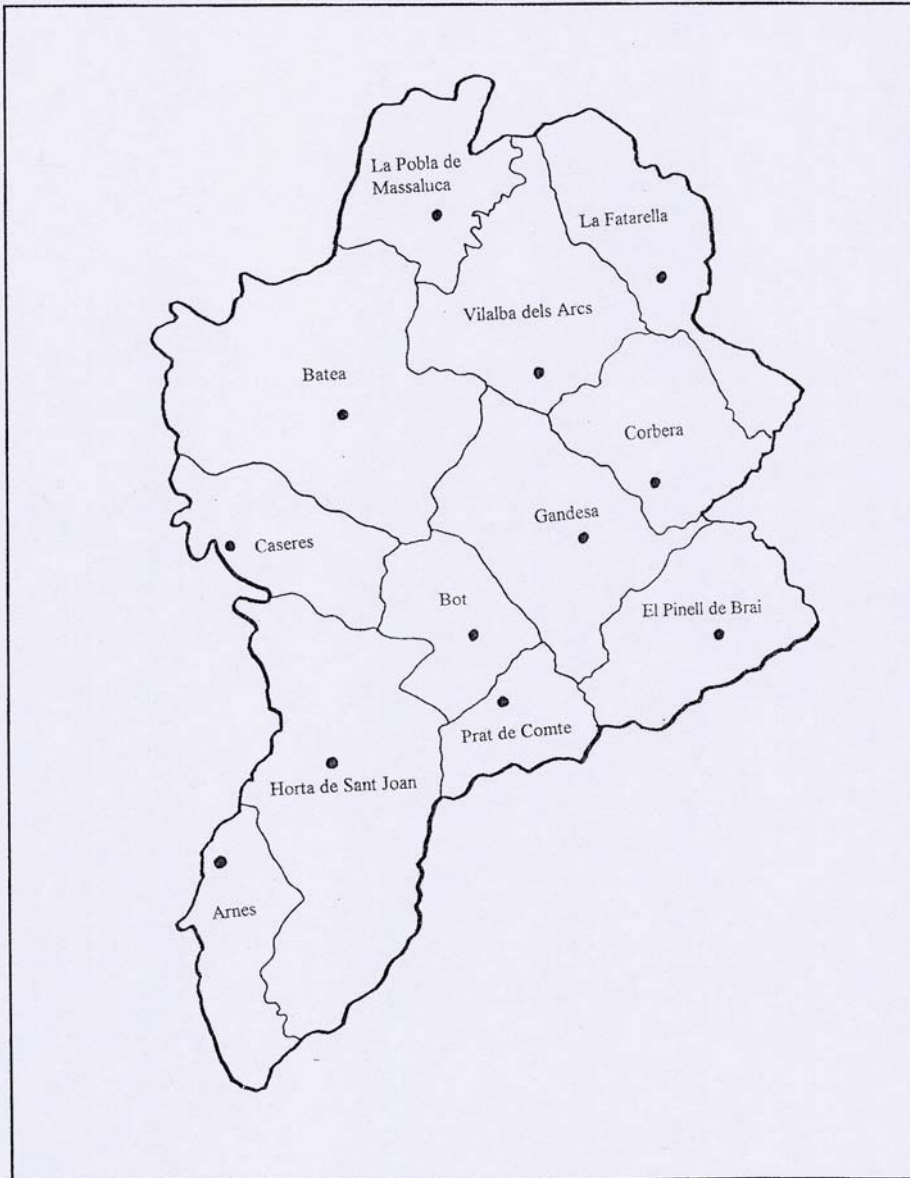 La Pobla de
Massaluca
La Fatarella
Vilalba dels Arcs
Batea
Corbera
Gandesa
Caseres
Bot
El Pinell de Brai
Prat de Comte
Horta de Sant Joan
Arnes